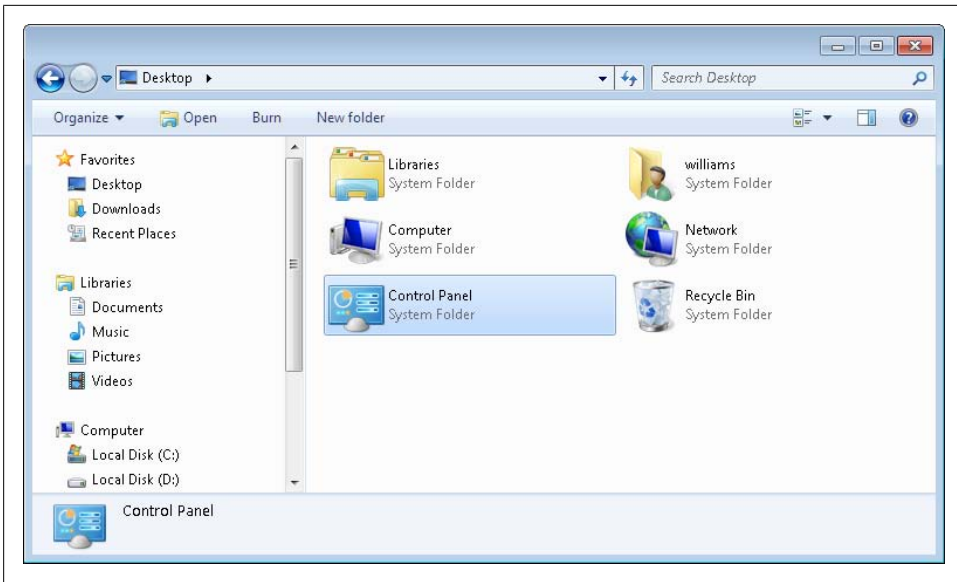 Desktop
Search Desktop
Organize Open Burn New folder
Favorites
Desktop
Downloads
Recent Places
Libraries
Documents
Music
Pictures
Videos
Computer
Local Disk (C:)
Local Disk (D:)
Libraries
System Folder
williams
System Folder
Computer
System Folder
Network
System Folder
Control Panel
System Folder
Recycle Bin
System Folder
Control Panel